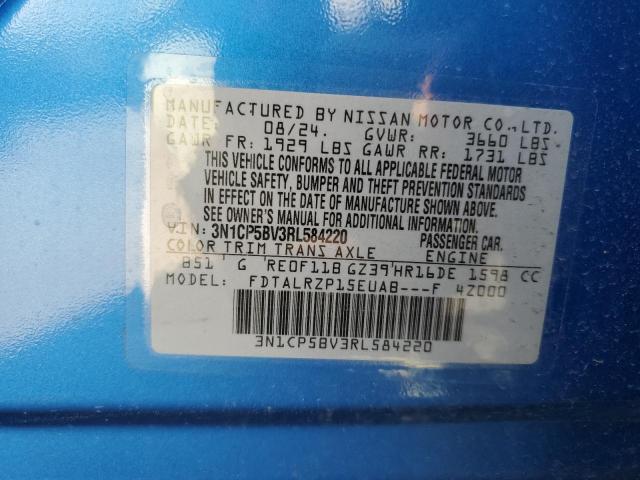 MANUFACTURED BY NISSAN MOTOR CO., LTD.
DATE: 08/24. GVWR: 3660 LBS
GAWR FR: 1929 LBS GAWR RR: 1731 LBS
THIS VEHICLE CONFORMS TO ALL APPLICABLE FEDERAL MOTOR
VEHICLE SAFETY, BUMPER AND THEFT PREVENTION STANDARDS
IN EFFECT ON THE DATE OF MANUFACTURE SHOWN ABOVE.
SEE OWNER'S MANUAL FOR ADDITIONAL INFORMATION.
VIN: 3N1CP5BV3RL584220 PASSENGER CAR.
COLOR TRIM TRANS AXLE ENGINE
B51 G RE0F11B GZ39 HR16DE 1598 CC
MODEL: FDTALRZP15EUAB---F 4Z000
3N1CP5BV3RL584220